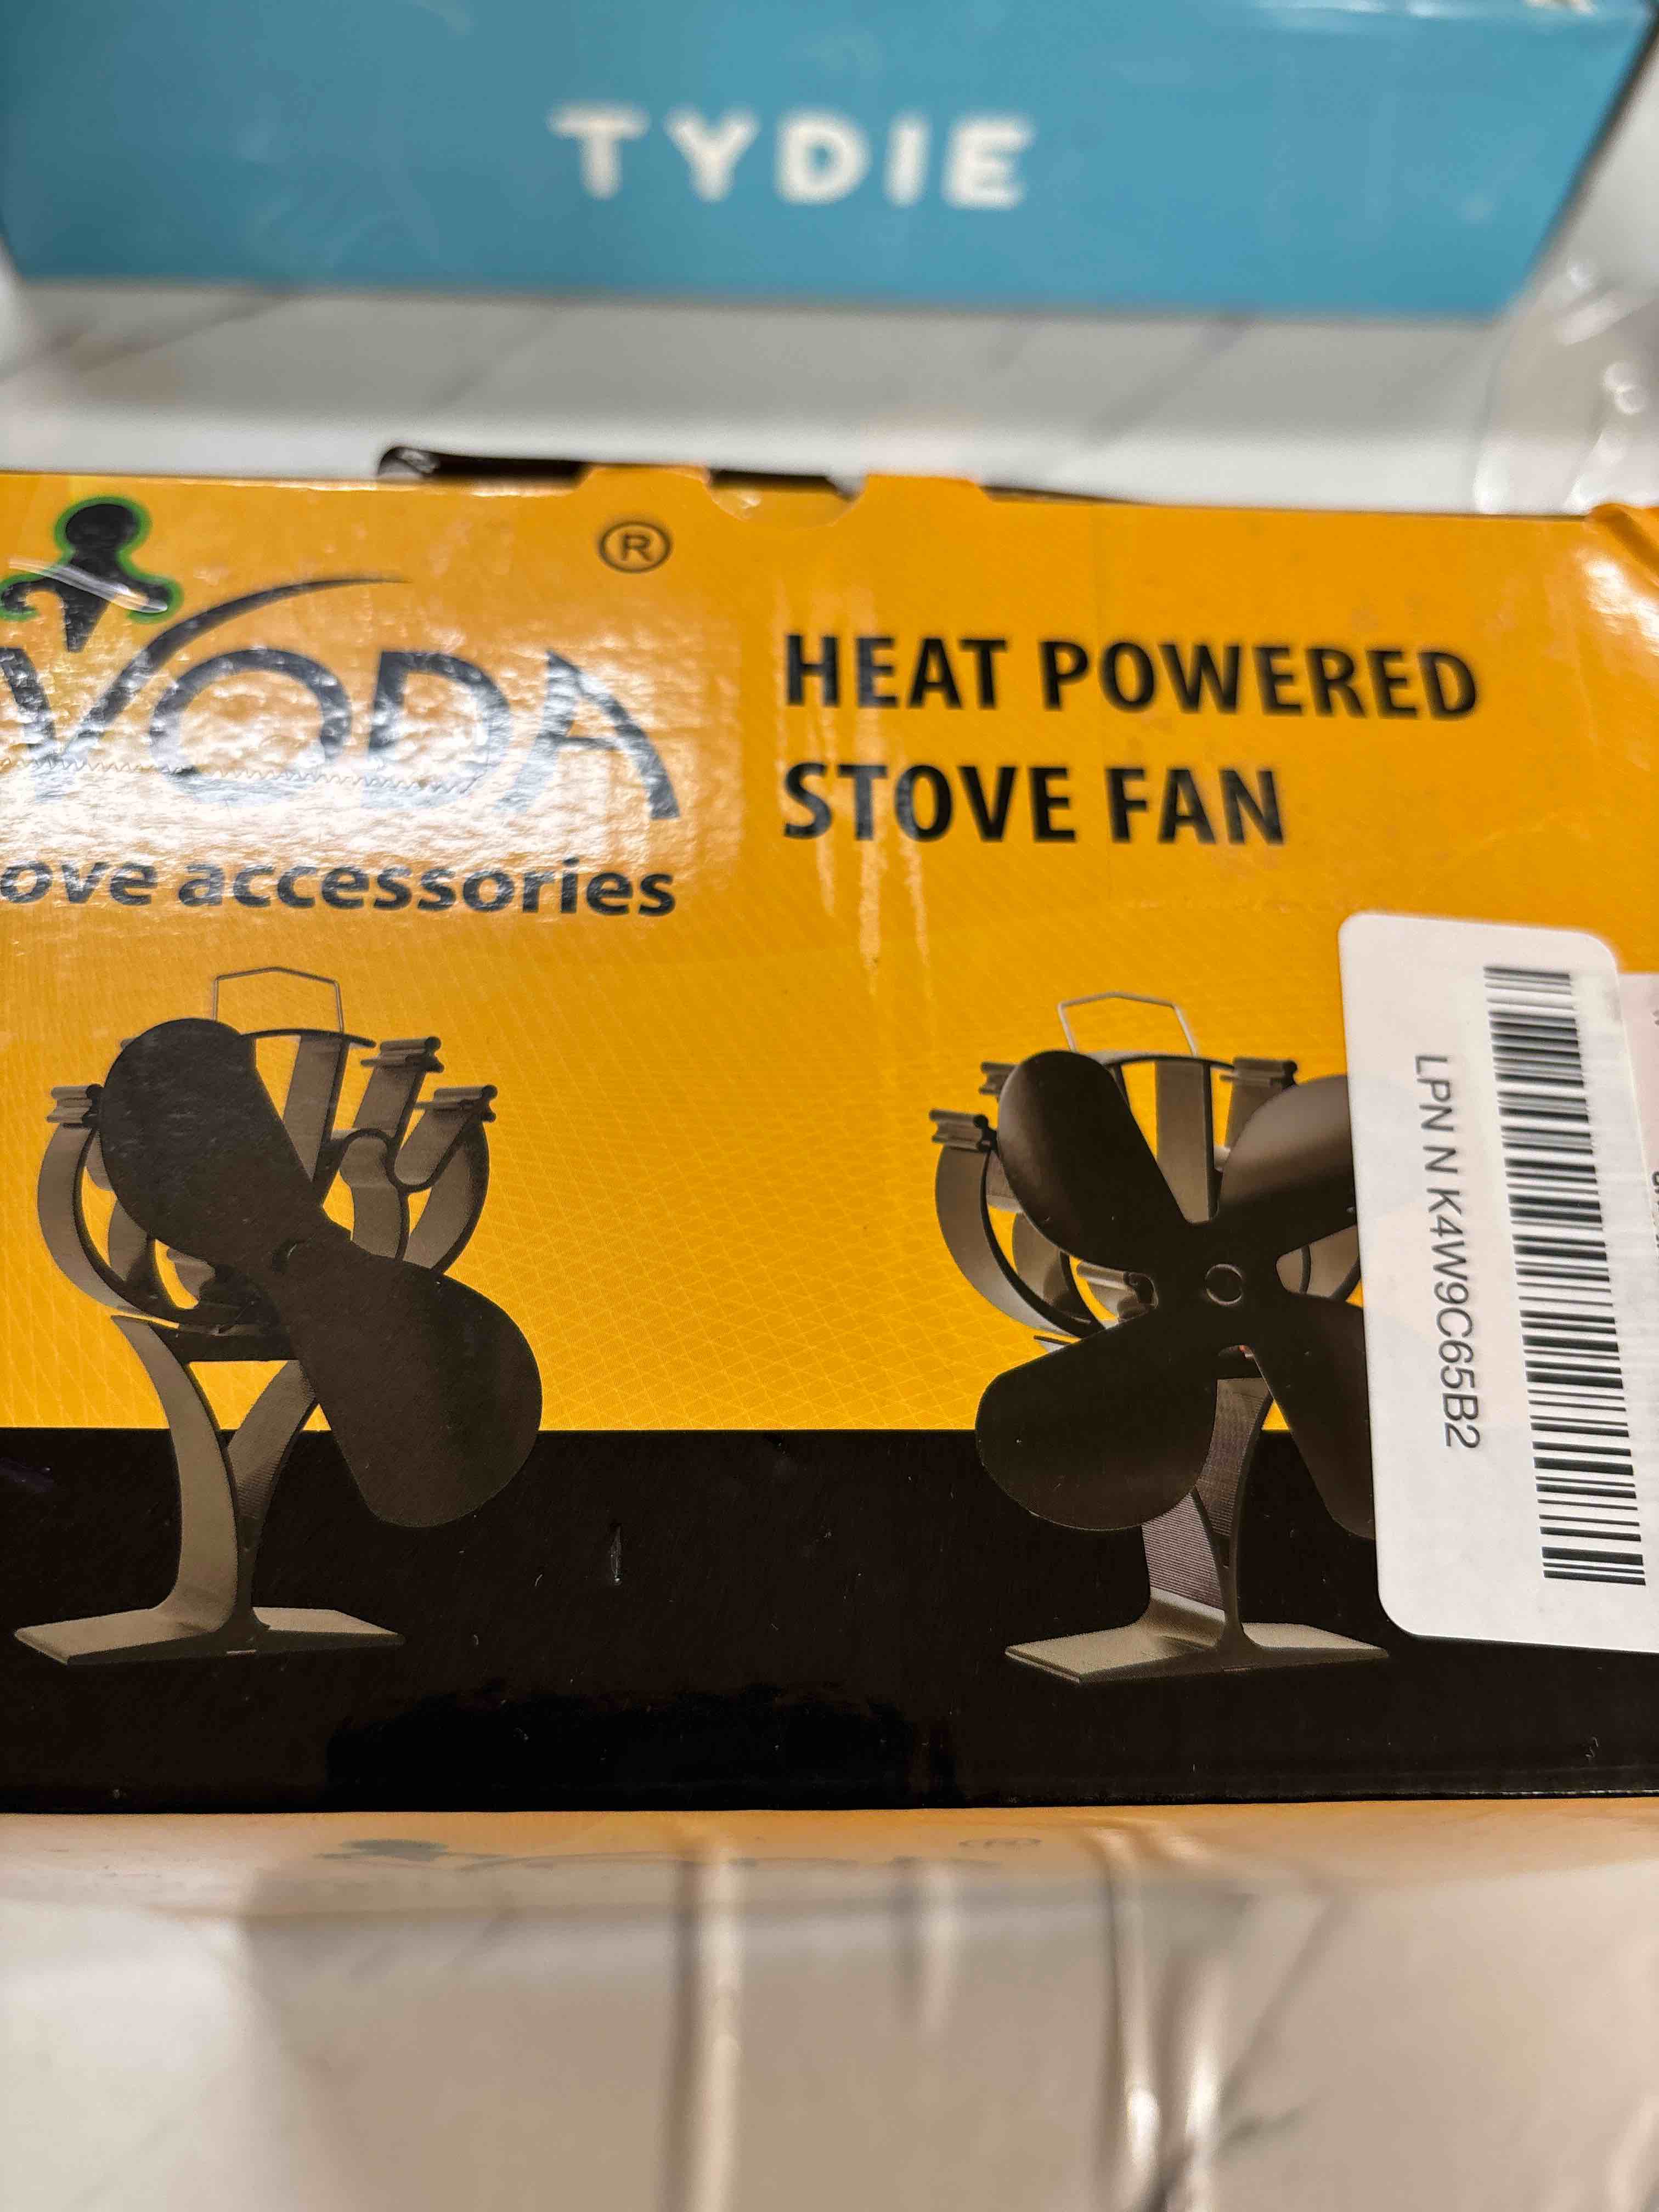 TYDIE
VODA
®
ove accessories
HEAT POWERED
STOVE FAN
LPN N K4W9C65B2